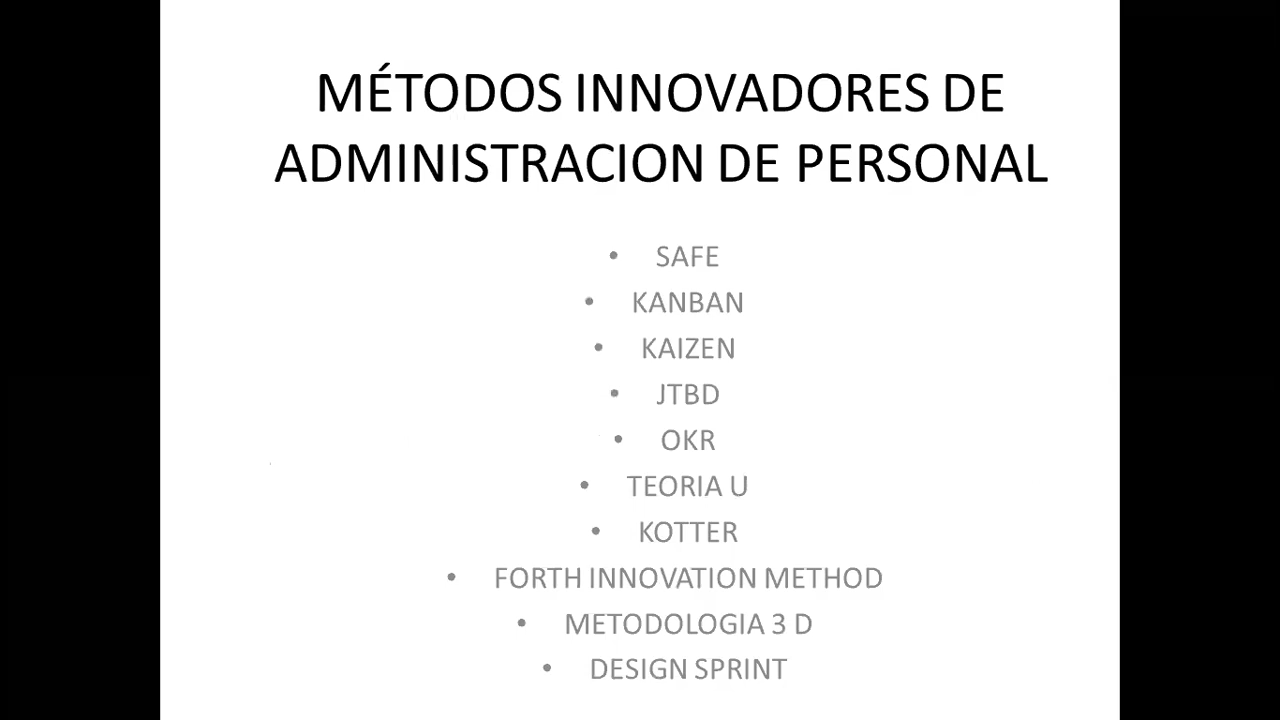 MÉTODOS INNOVADORES DE
ADMINISTRACION DE PERSONAL
• SAFE
• KANBAN
• KAIZEN
• JTBD
• OKR
• TEORIA U
• KOTTER
• FORTH INNOVATION METHOD
• METODOLOGIA 3 D
• DESIGN SPRINT